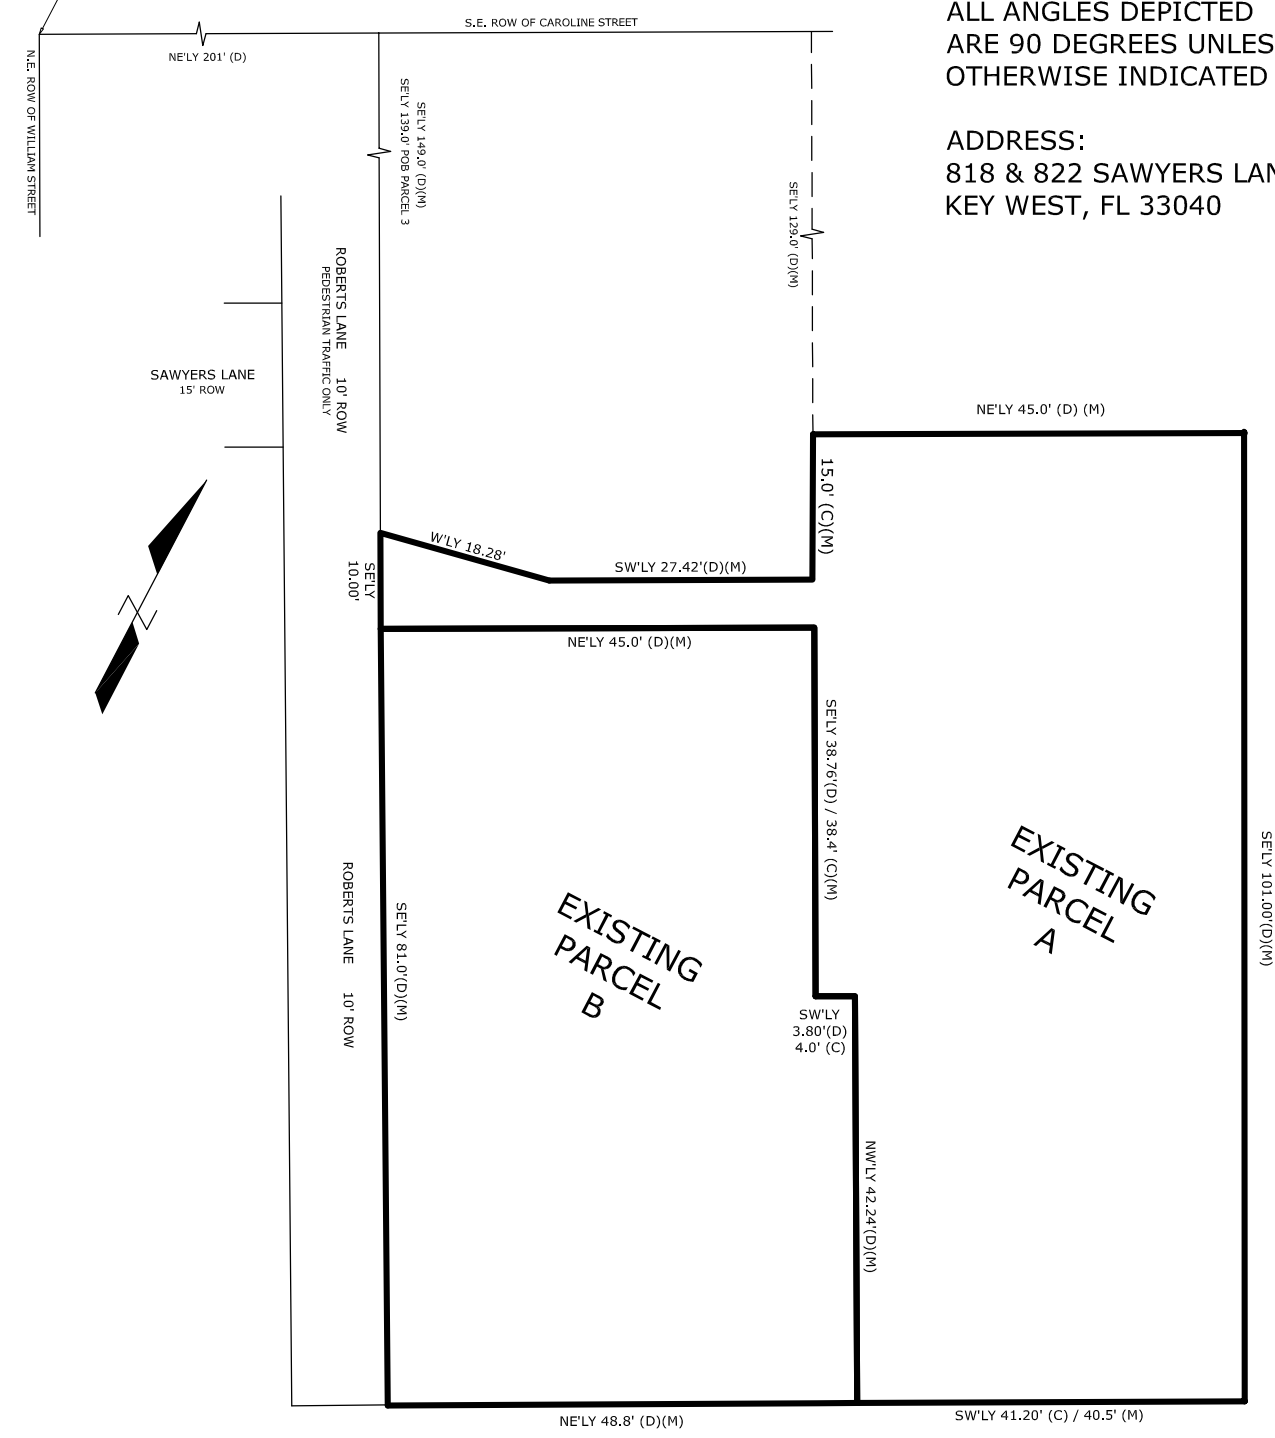 ALL ANGLES DEPICTED
ARE 90 DEGREES UNLES
OTHERWISE INDICATED
ADDRESS:
818 & 822 SAWYERS LAN
KEY WEST, FL 33040
S.E. ROW OF CAROLINE STREET
NE'LY 201' (D)
N.E. ROW OF WILLIAM STREET
SE'LY 149.0' (D)(M)
SE'LY 139.0' POB PARCEL 3
SE'LY 129.0' (D)(M)
ROBERTS LANE 10' ROW
PEDESTRIAN TRAFFIC ONLY
SAWYERS LANE
15' ROW
NE'LY 45.0' (D) (M)
15.0' (C)(M)
W'LY 18.28'
SW'LY 27.42'(D)(M)
SE'LY
10.00'
NE'LY 45.0' (D)(M)
SE'LY 38.76'(D) / 38.4' (C)(M)
EXISTING
PARCEL
A
SE'LY 101.00'(D)(M)
ROBERTS LANE 10' ROW
SE'LY 81.0'(D)(M)
EXISTING
PARCEL
B
SW'LY
3.80'(D)
4.0' (C)
NW'LY 42.24'(D)(M)
NE'LY 48.8' (D)(M)
SW'LY 41.20' (C) / 40.5' (M)